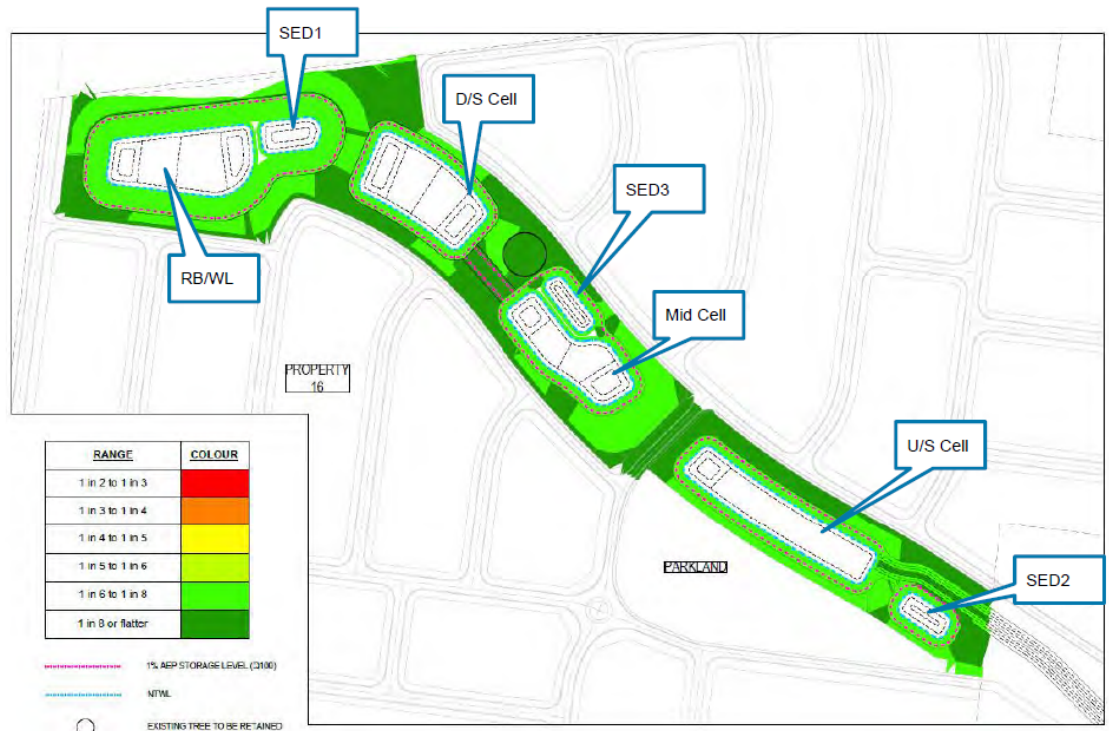 SED1
D/S Cell
SED3
RB/WL
Mid Cell
PROPERTY
16
U/S Cell
PARKLAND
SED2
RANGE COLOUR
1 in 2 to 1 in 3
1 in 3 to 1 in 4
1 in 4 to 1 in 5
1 in 5 to 1 in 6
1 in 6 to 1 in 8
1 in 8 or flatter
1% AEP STORAGE LEVEL (Q100)
NTWL
EXISTING TREE TO BE RETAINED